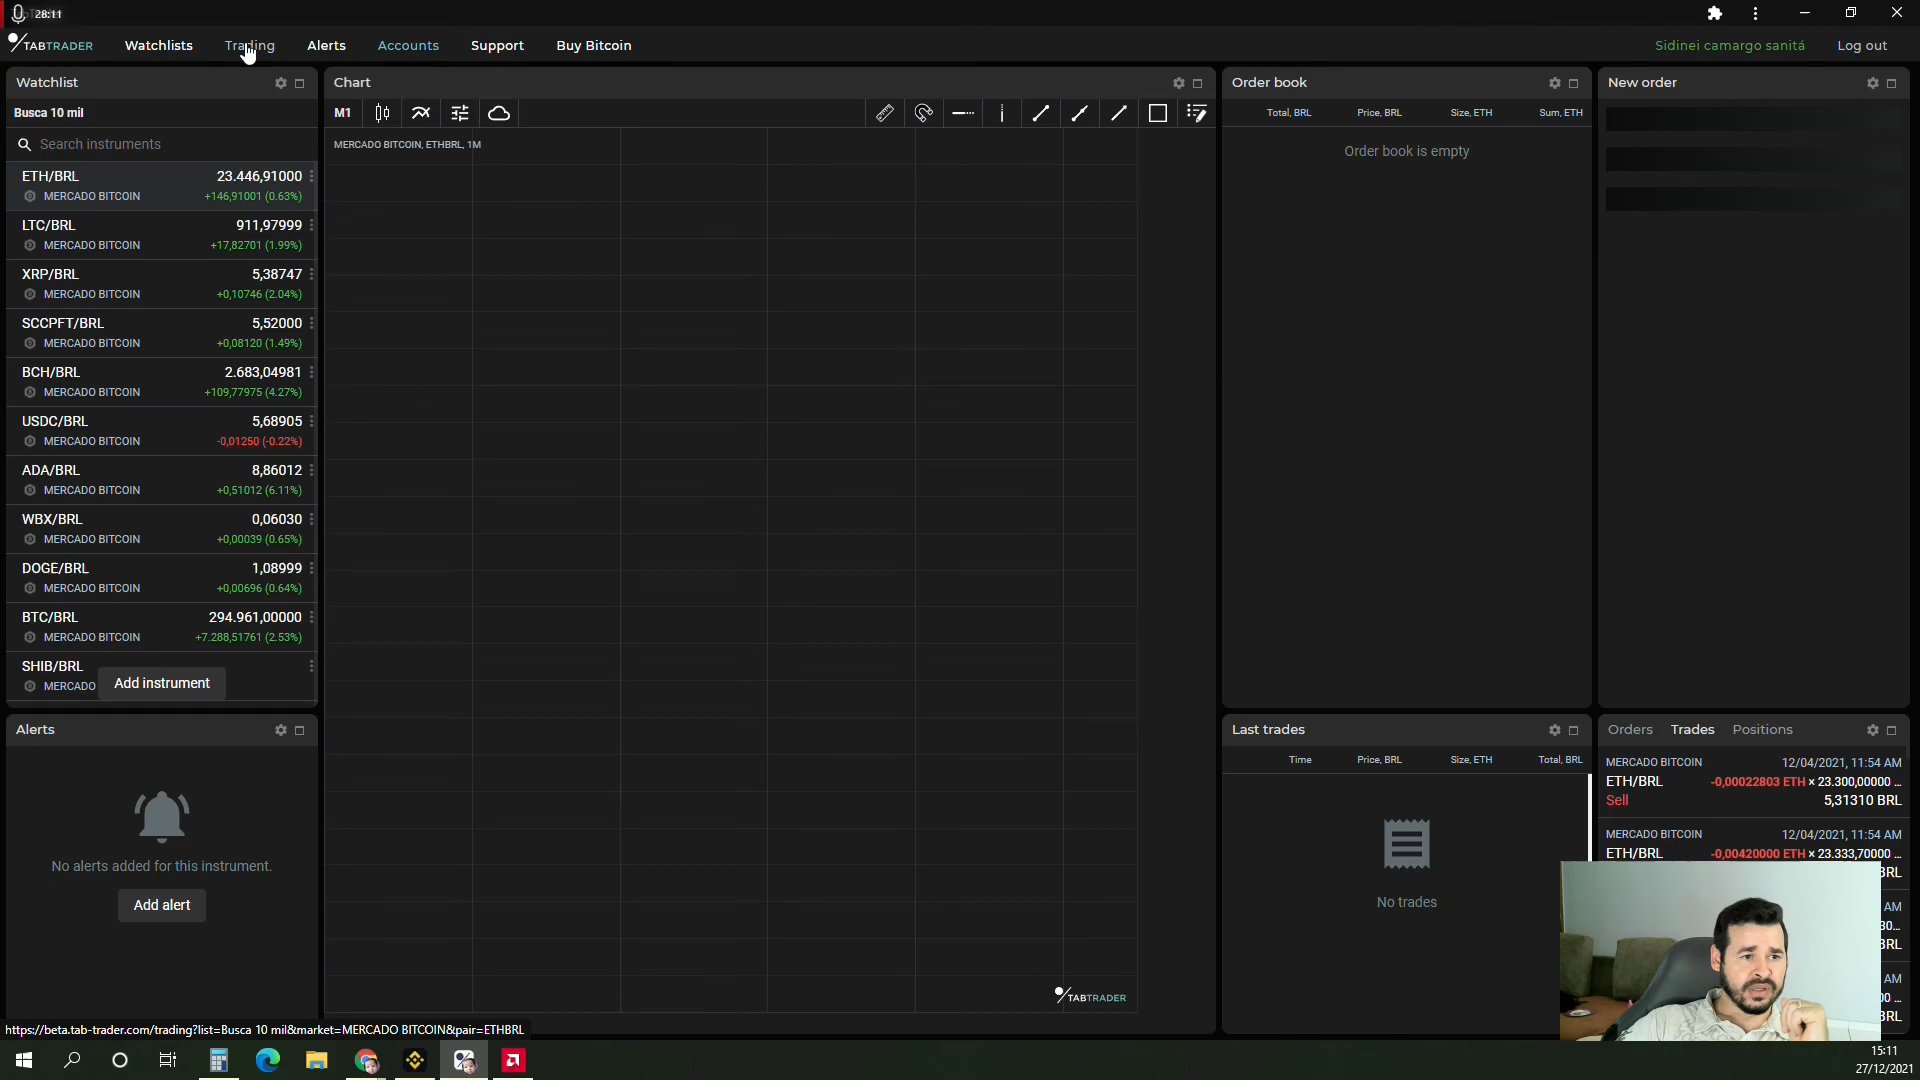 28:11
TABTRADER Watchlists Trading Alerts Accounts Support Buy Bitcoin Sidinei camargo sanitá Log out
Watchlist
Busca 10 mil
Search instruments
ETH/BRL 23.446,91000
MERCADO BITCOIN +146,91001 (0.63%)
LTC/BRL 911,97999
MERCADO BITCOIN +17,82701 (1.99%)
XRP/BRL 5,38747
MERCADO BITCOIN +0,10746 (2.04%)
SCCPFT/BRL 5,52000
MERCADO BITCOIN +0,08120 (1.49%)
BCH/BRL 2.683,04981
MERCADO BITCOIN +109,77975 (4.27%)
USDC/BRL 5,68905
MERCADO BITCOIN -0,01250 (-0.22%)
ADA/BRL 8,86012
MERCADO BITCOIN +0,51012 (6.11%)
WBX/BRL 0,06030
MERCADO BITCOIN +0,00039 (0.65%)
DOGE/BRL 1,08999
MERCADO BITCOIN +0,00696 (0.64%)
BTC/BRL 294.961,00000
MERCADO BITCOIN +7.288,51761 (2.53%)
SHIB/BRL
MERCADO
Add instrument
Alerts
No alerts added for this instrument.
Add alert
Chart
M1
MERCADO BITCOIN, ETHBRL, 1M
TABTRADER
Order book
Total, BRL Price, BRL Size, ETH Sum, ETH
Order book is empty
New order
Last trades
Time Price, BRL Size, ETH Total, BRL
No trades
Orders Trades Positions
MERCADO BITCOIN 12/04/2021, 11:54 AM
ETH/BRL -0,00022803 ETH × 23.300,00000 ...
Sell 5,31310 BRL
MERCADO BITCOIN 12/04/2021, 11:54 AM
ETH/BRL -0,00420000 ETH × 23.333,70000 ...
BRL
AM
30...
BRL
AM
00 ...
BRL
https://beta.tab-trader.com/trading?list=Busca 10 mil&market=MERCADO BITCOIN&pair=ETHBRL
15:11
27/12/2021